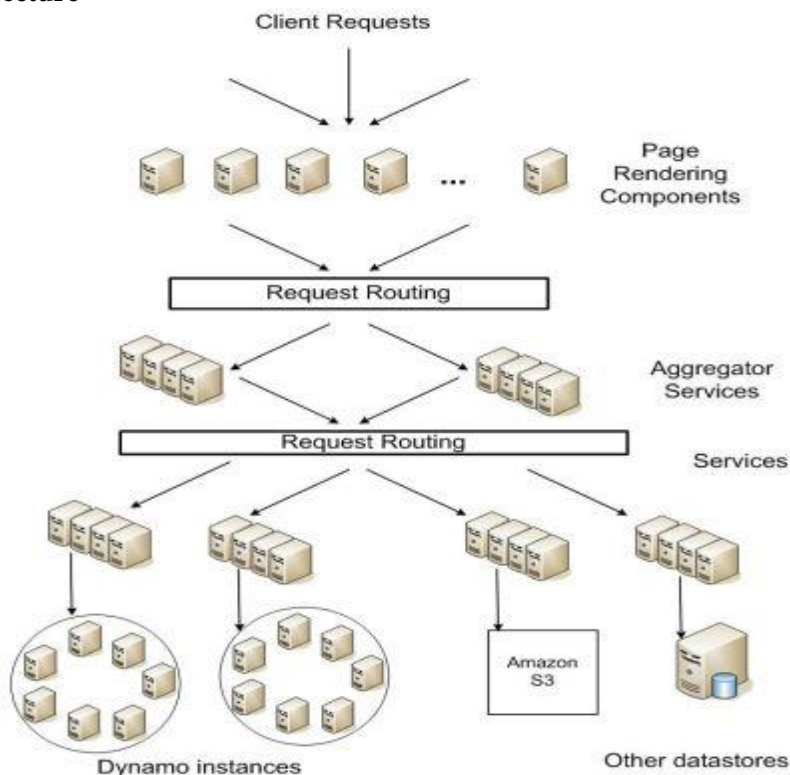 Client Requests
Page
Rendering
Components
...
Request Routing
Aggregator
Services
Request Routing
Services
Amazon
S3
Dynamo instances
Other datastores